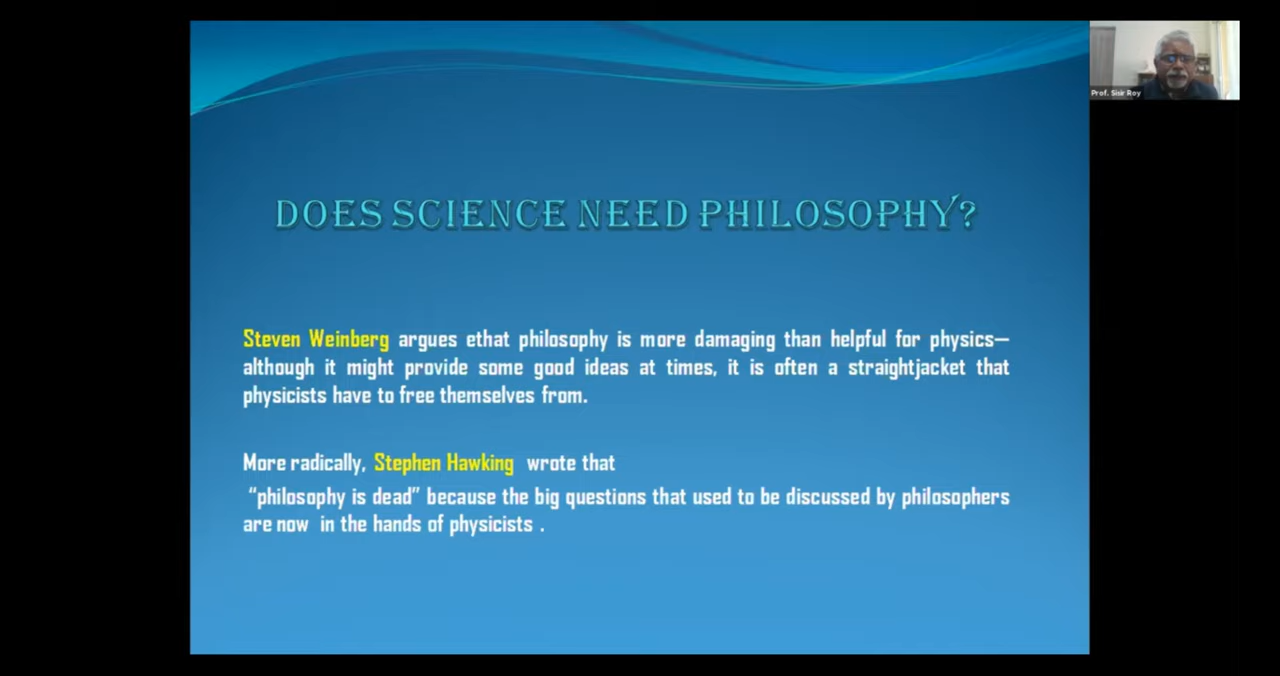 DOES SCIENCE NEED PHILOSOPHY?
Steven Weinberg argues ethat philosophy is more damaging than helpful for physics—
although it might provide some good ideas at times, it is often a straightjacket that
physicists have to free themselves from.
More radically, Stephen Hawking wrote that
“philosophy is dead” because the big questions that used to be discussed by philosophers
are now in the hands of physicists .
Prof. Sisir Roy